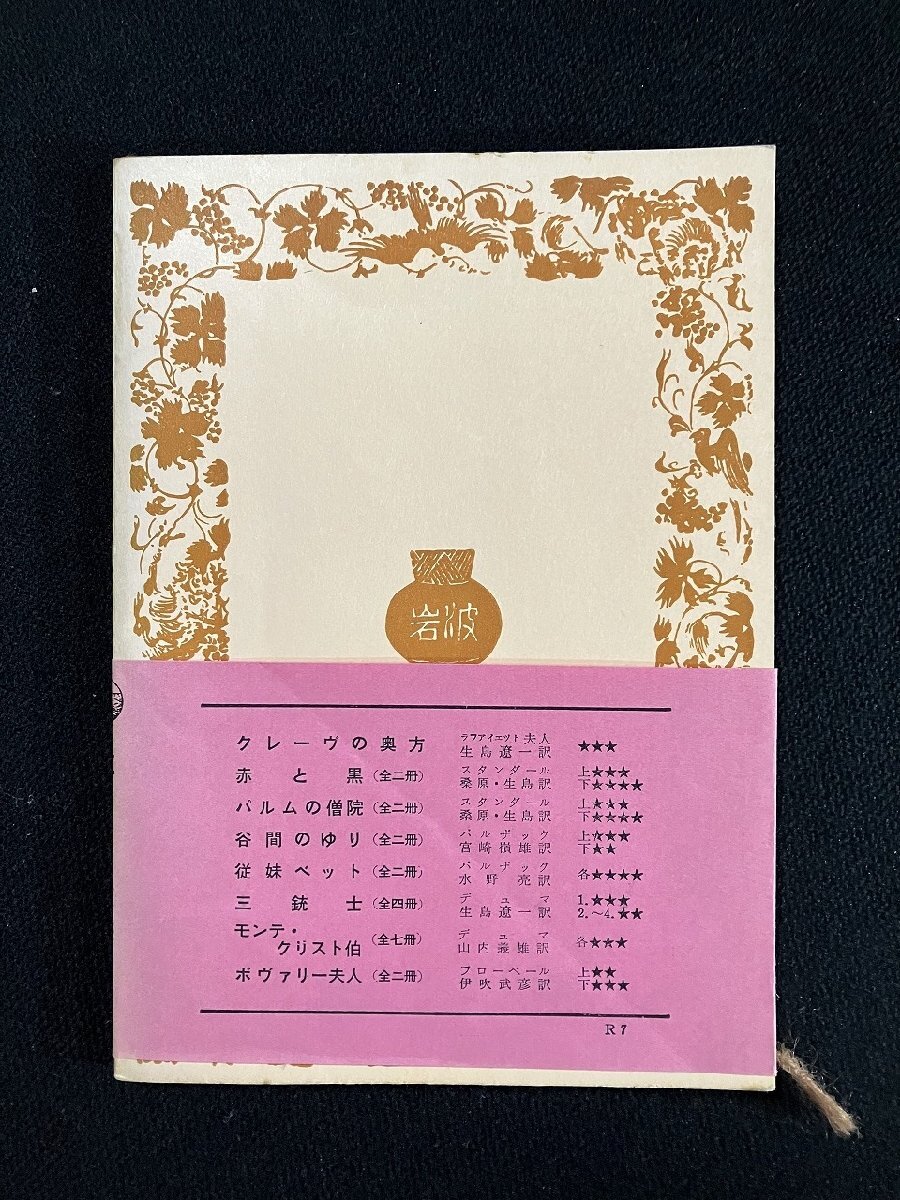 岩波
クレーヴの奥方 ラファイエット夫人 生島遼一訳 ★★★
赤と黒(全二冊) スタンダール 桑原・生島訳 上★★★ 下★★★★
パルムの僧院(全二冊) スタンダール 桑原・生島訳 上★★★ 下★★★★
谷間のゆり(全二冊) バルザック 宮崎嶺雄訳 上★★★ 下★★
従妹ベット(全二冊) バルザック 水野亮訳 各★★★★
三銃士(全四冊) デュマ 生島遼一訳 1.★★★ 2.〜4.★★
モンテ・クリスト伯(全七冊) デュマ 山内義雄訳 各★★★
ボヴァリー夫人(全二冊) フローベール 伊吹武彦訳 上★★ 下★★★
R7